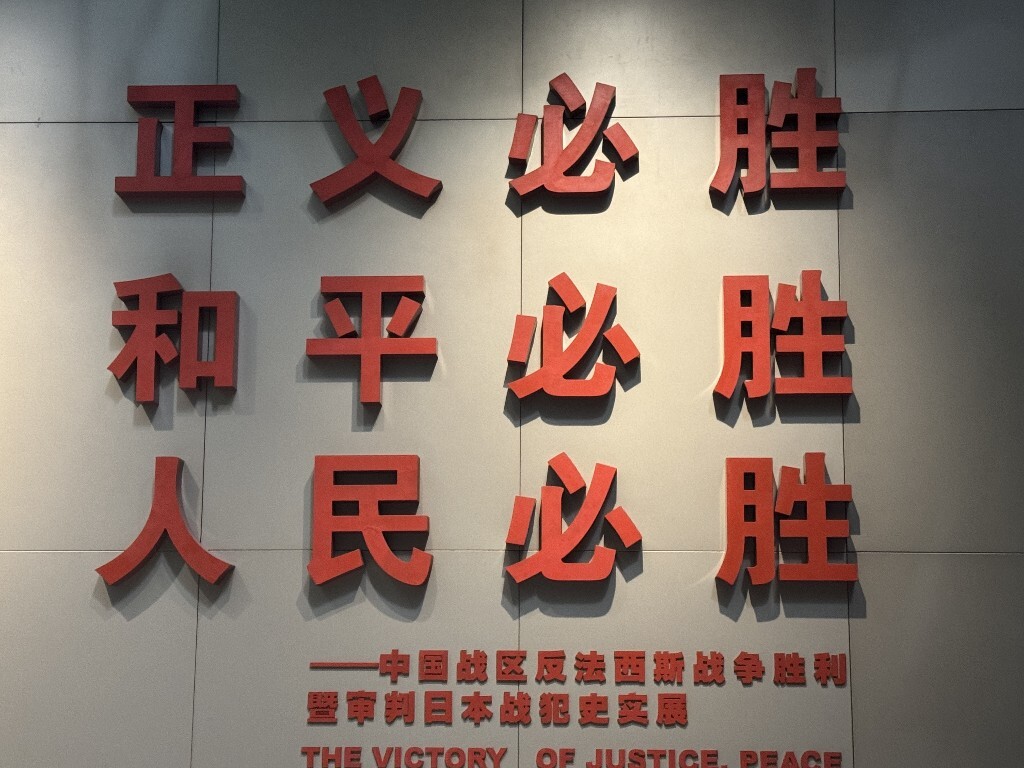 正义必胜
和平必胜
人民必胜
——中国战区反法西斯战争胜利
暨审判日本战犯史实展
THE VICTORY OF JUSTICE, PEACE